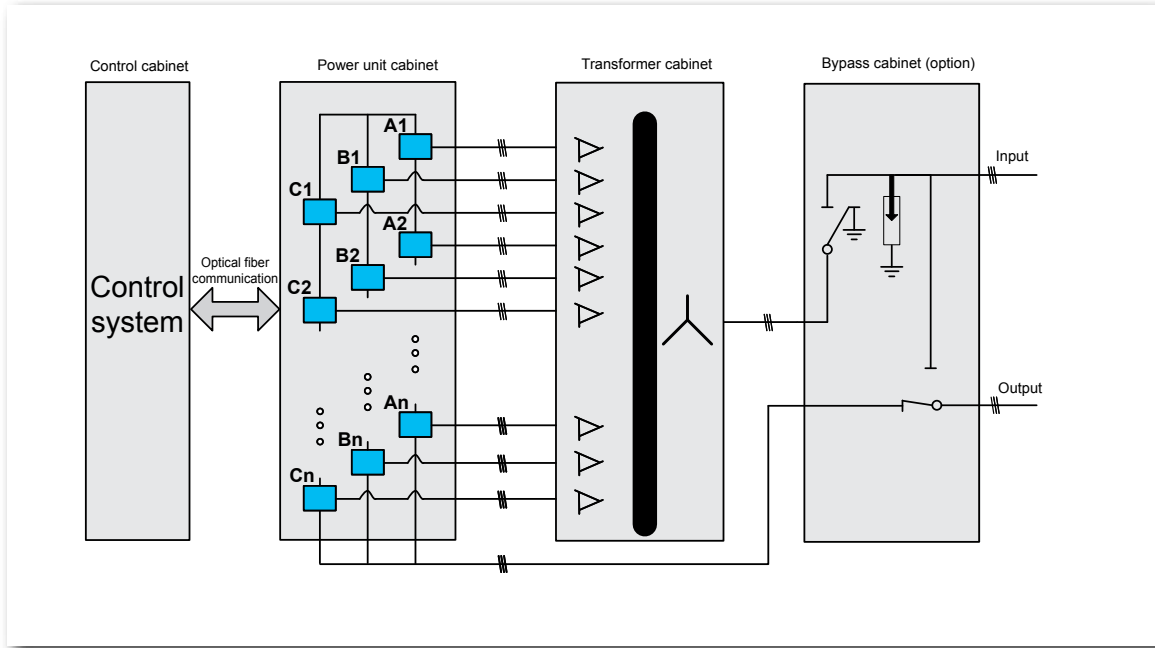 Control cabinet
Power unit cabinet
Transformer cabinet
Bypass cabinet (option)
A1
B1
C1
A2
B2
C2
Optical fiber
communication
Control
system
An
Bn
Cn
Input
Output